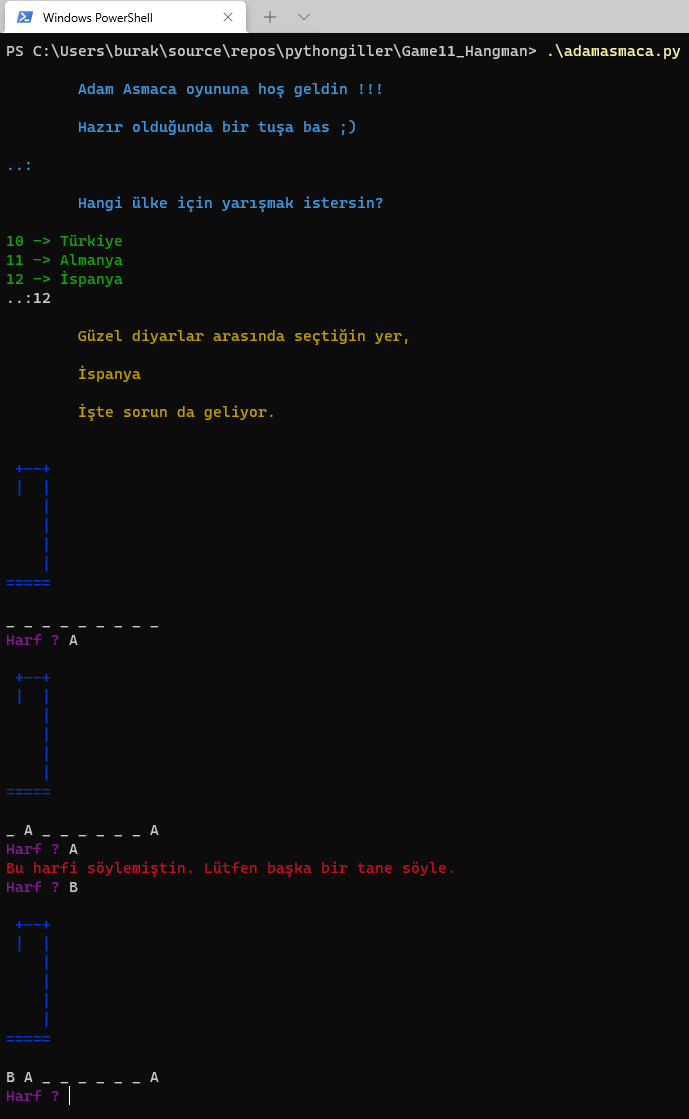 Windows PowerShell
PS C:\Users\burak\source\repos\pythongiller\Game11_Hangman> .\adamasmaca.py
Adam Asmaca oyununa hoş geldin !!!
Hazır olduğunda bir tuşa bas ;)
..:
Hangi ülke için yarışmak istersin?
10 -> Türkiye
11 -> Almanya
12 -> İspanya
..:12
Güzel diyarlar arasında seçtiğin yer,
İspanya
İşte sorun da geliyor.
+--+
|  |
|
|
|
|
=====
_ _ _ _ _ _ _ _ _
Harf ? A
+--+
|  |
|
|
|
|
=====
_ A _ _ _ _ _ _ A
Harf ? A
Bu harfi söylemiştin. Lütfen başka bir tane söyle.
Harf ? B
+--+
|  |
|
|
|
|
=====
B A _ _ _ _ _ _ A
Harf ?